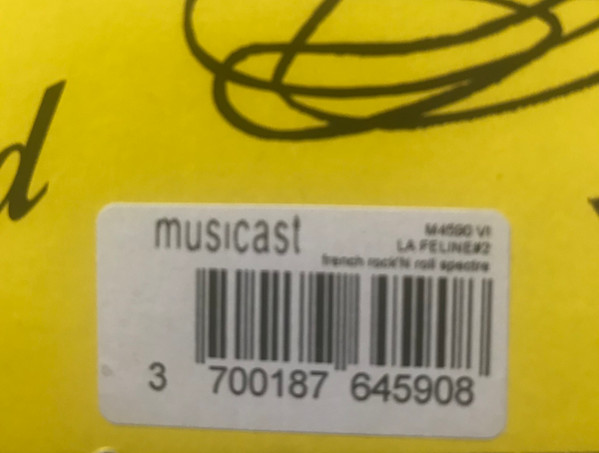 d
musicast
M4590 VI
LA FELINE#2
french rock'N roll spectre
3 700187 645908